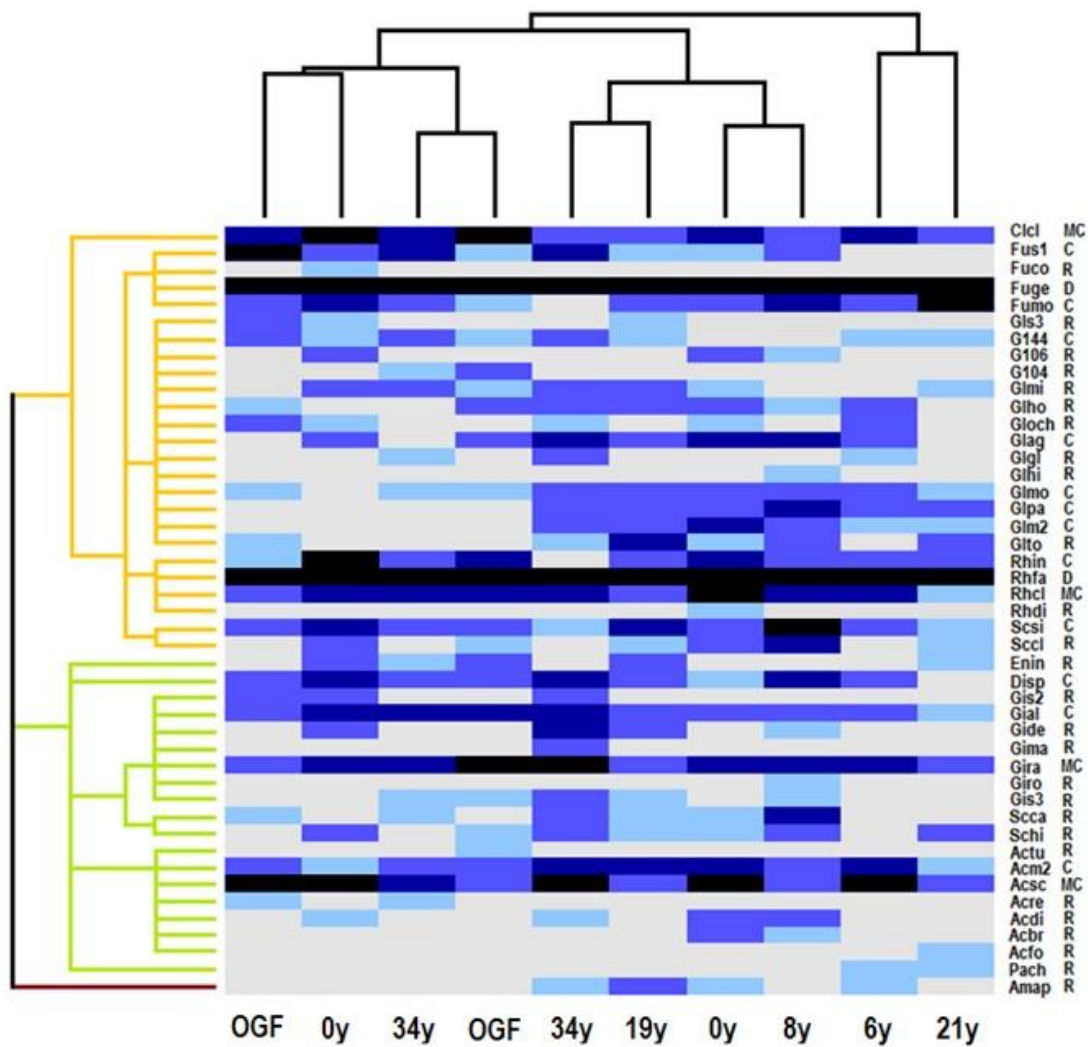 Clcl MC
Fus1 C
Fuco R
Fuge D
Fumo C
Gls3 R
G144 C
G106 R
G104 R
Glmi R
Glho R
Gloch R
Glag C
Glgl R
Glhi R
Glmo C
Glpa C
Glm2 C
Glto R
Rhin C
Rhfa D
Rhcl MC
Rhdi R
Scsi C
Sccl R
Enin R
Disp C
Gis2 R
Gial C
Gide R
Gima R
Gira MC
Giro R
Gis3 R
Scca R
Schi R
Actu R
Acm2 C
Acsc MC
Acre R
Acdi R
Acbr R
Acfo R
Pach R
Amap R
OGF 0y 34y OGF 34y 19y 0y 8y 6y 21y